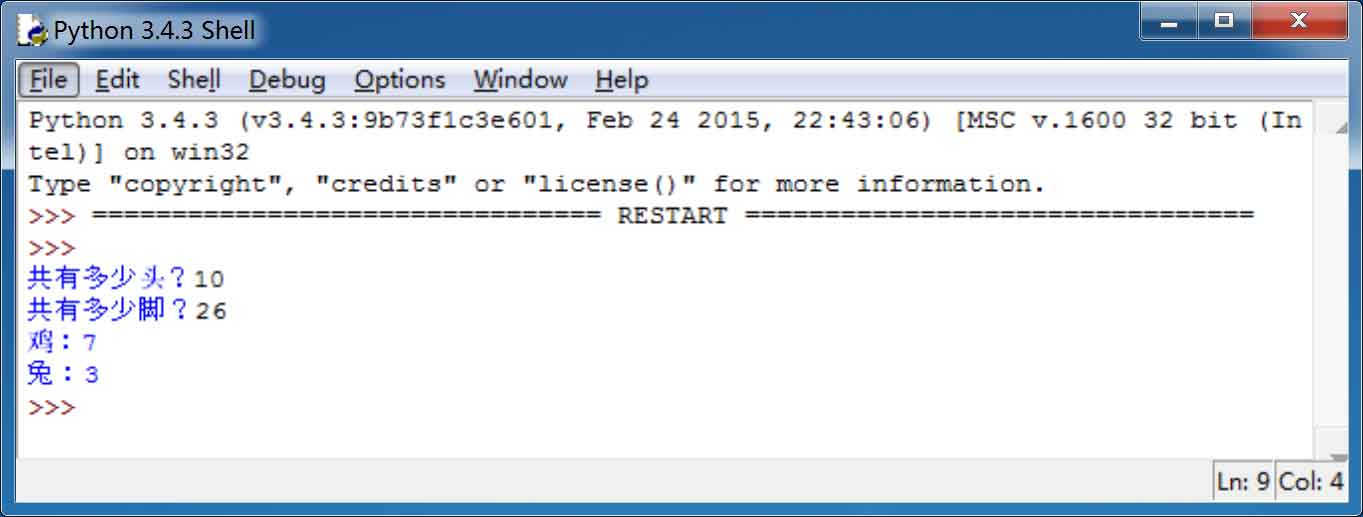 Python 3.4.3 Shell
File Edit Shell Debug Options Window Help
Python 3.4.3 (v3.4.3:9b73f1c3e601, Feb 24 2015, 22:43:06) [MSC v.1600 32 bit (In
tel)] on win32
Type "copyright", "credits" or "license()" for more information.
>>> ================================ RESTART ================================
>>>
共有多少头？10
共有多少脚？26
鸡：7
兔：3
>>>
Ln: 9 Col: 4